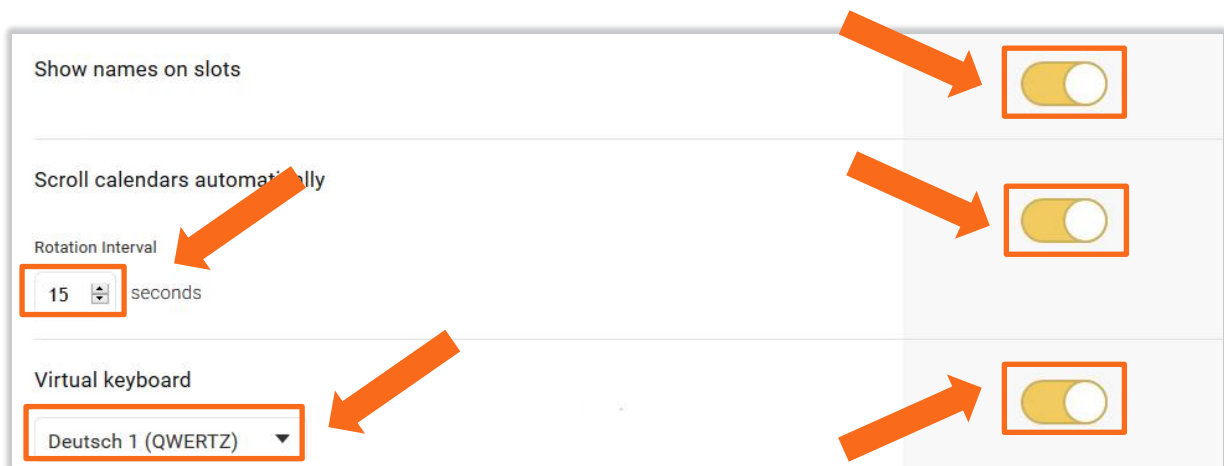 Show names on slots
Scroll calendars automatically
Rotation Interval
15 seconds
Virtual keyboard
Deutsch 1 (QWERTZ)